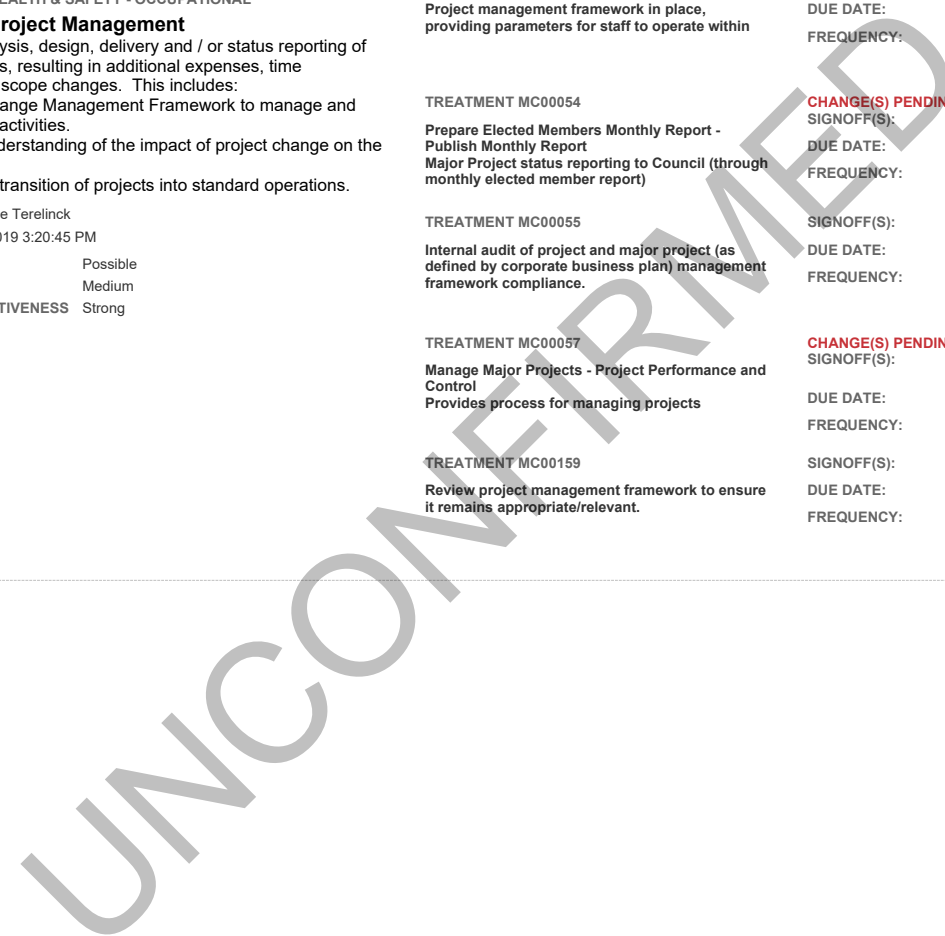 HEALTH & SAFETY - OCCUPATIONAL
Project Management
ysis, design, delivery and / or status reporting of
s, resulting in additional expenses, time
scope changes. This includes:
ange Management Framework to manage and
activities.
derstanding of the impact of project change on the
transition of projects into standard operations.
e Terelinck
019 3:20:45 PM
Possible
Medium
TIVENESS Strong
Project management framework in place,
providing parameters for staff to operate within
DUE DATE:
FREQUENCY:
TREATMENT MC00054
Prepare Elected Members Monthly Report -
Publish Monthly Report
Major Project status reporting to Council (through
monthly elected member report)
CHANGE(S) PENDIN
SIGNOFF(S):
DUE DATE:
FREQUENCY:
TREATMENT MC00055
Internal audit of project and major project (as
defined by corporate business plan) management
framework compliance.
SIGNOFF(S):
DUE DATE:
FREQUENCY:
TREATMENT MC00057
Manage Major Projects - Project Performance and
Control
Provides process for managing projects
CHANGE(S) PENDIN
SIGNOFF(S):
DUE DATE:
FREQUENCY:
TREATMENT MC00159
Review project management framework to ensure
it remains appropriate/relevant.
SIGNOFF(S):
DUE DATE:
FREQUENCY:
UNCONFIRMED